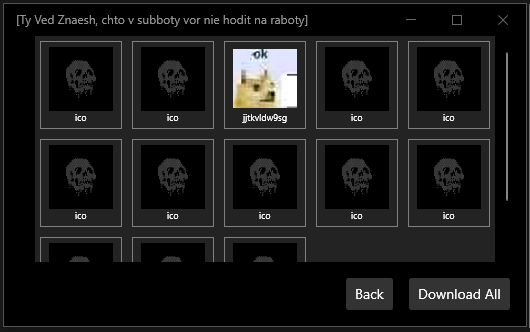 [Ty Ved Znaesh, chto v subboty vor nie hodit na raboty]
ok
ico ico jjtkvldw9sg ico ico
ico ico ico ico ico
Back Download All